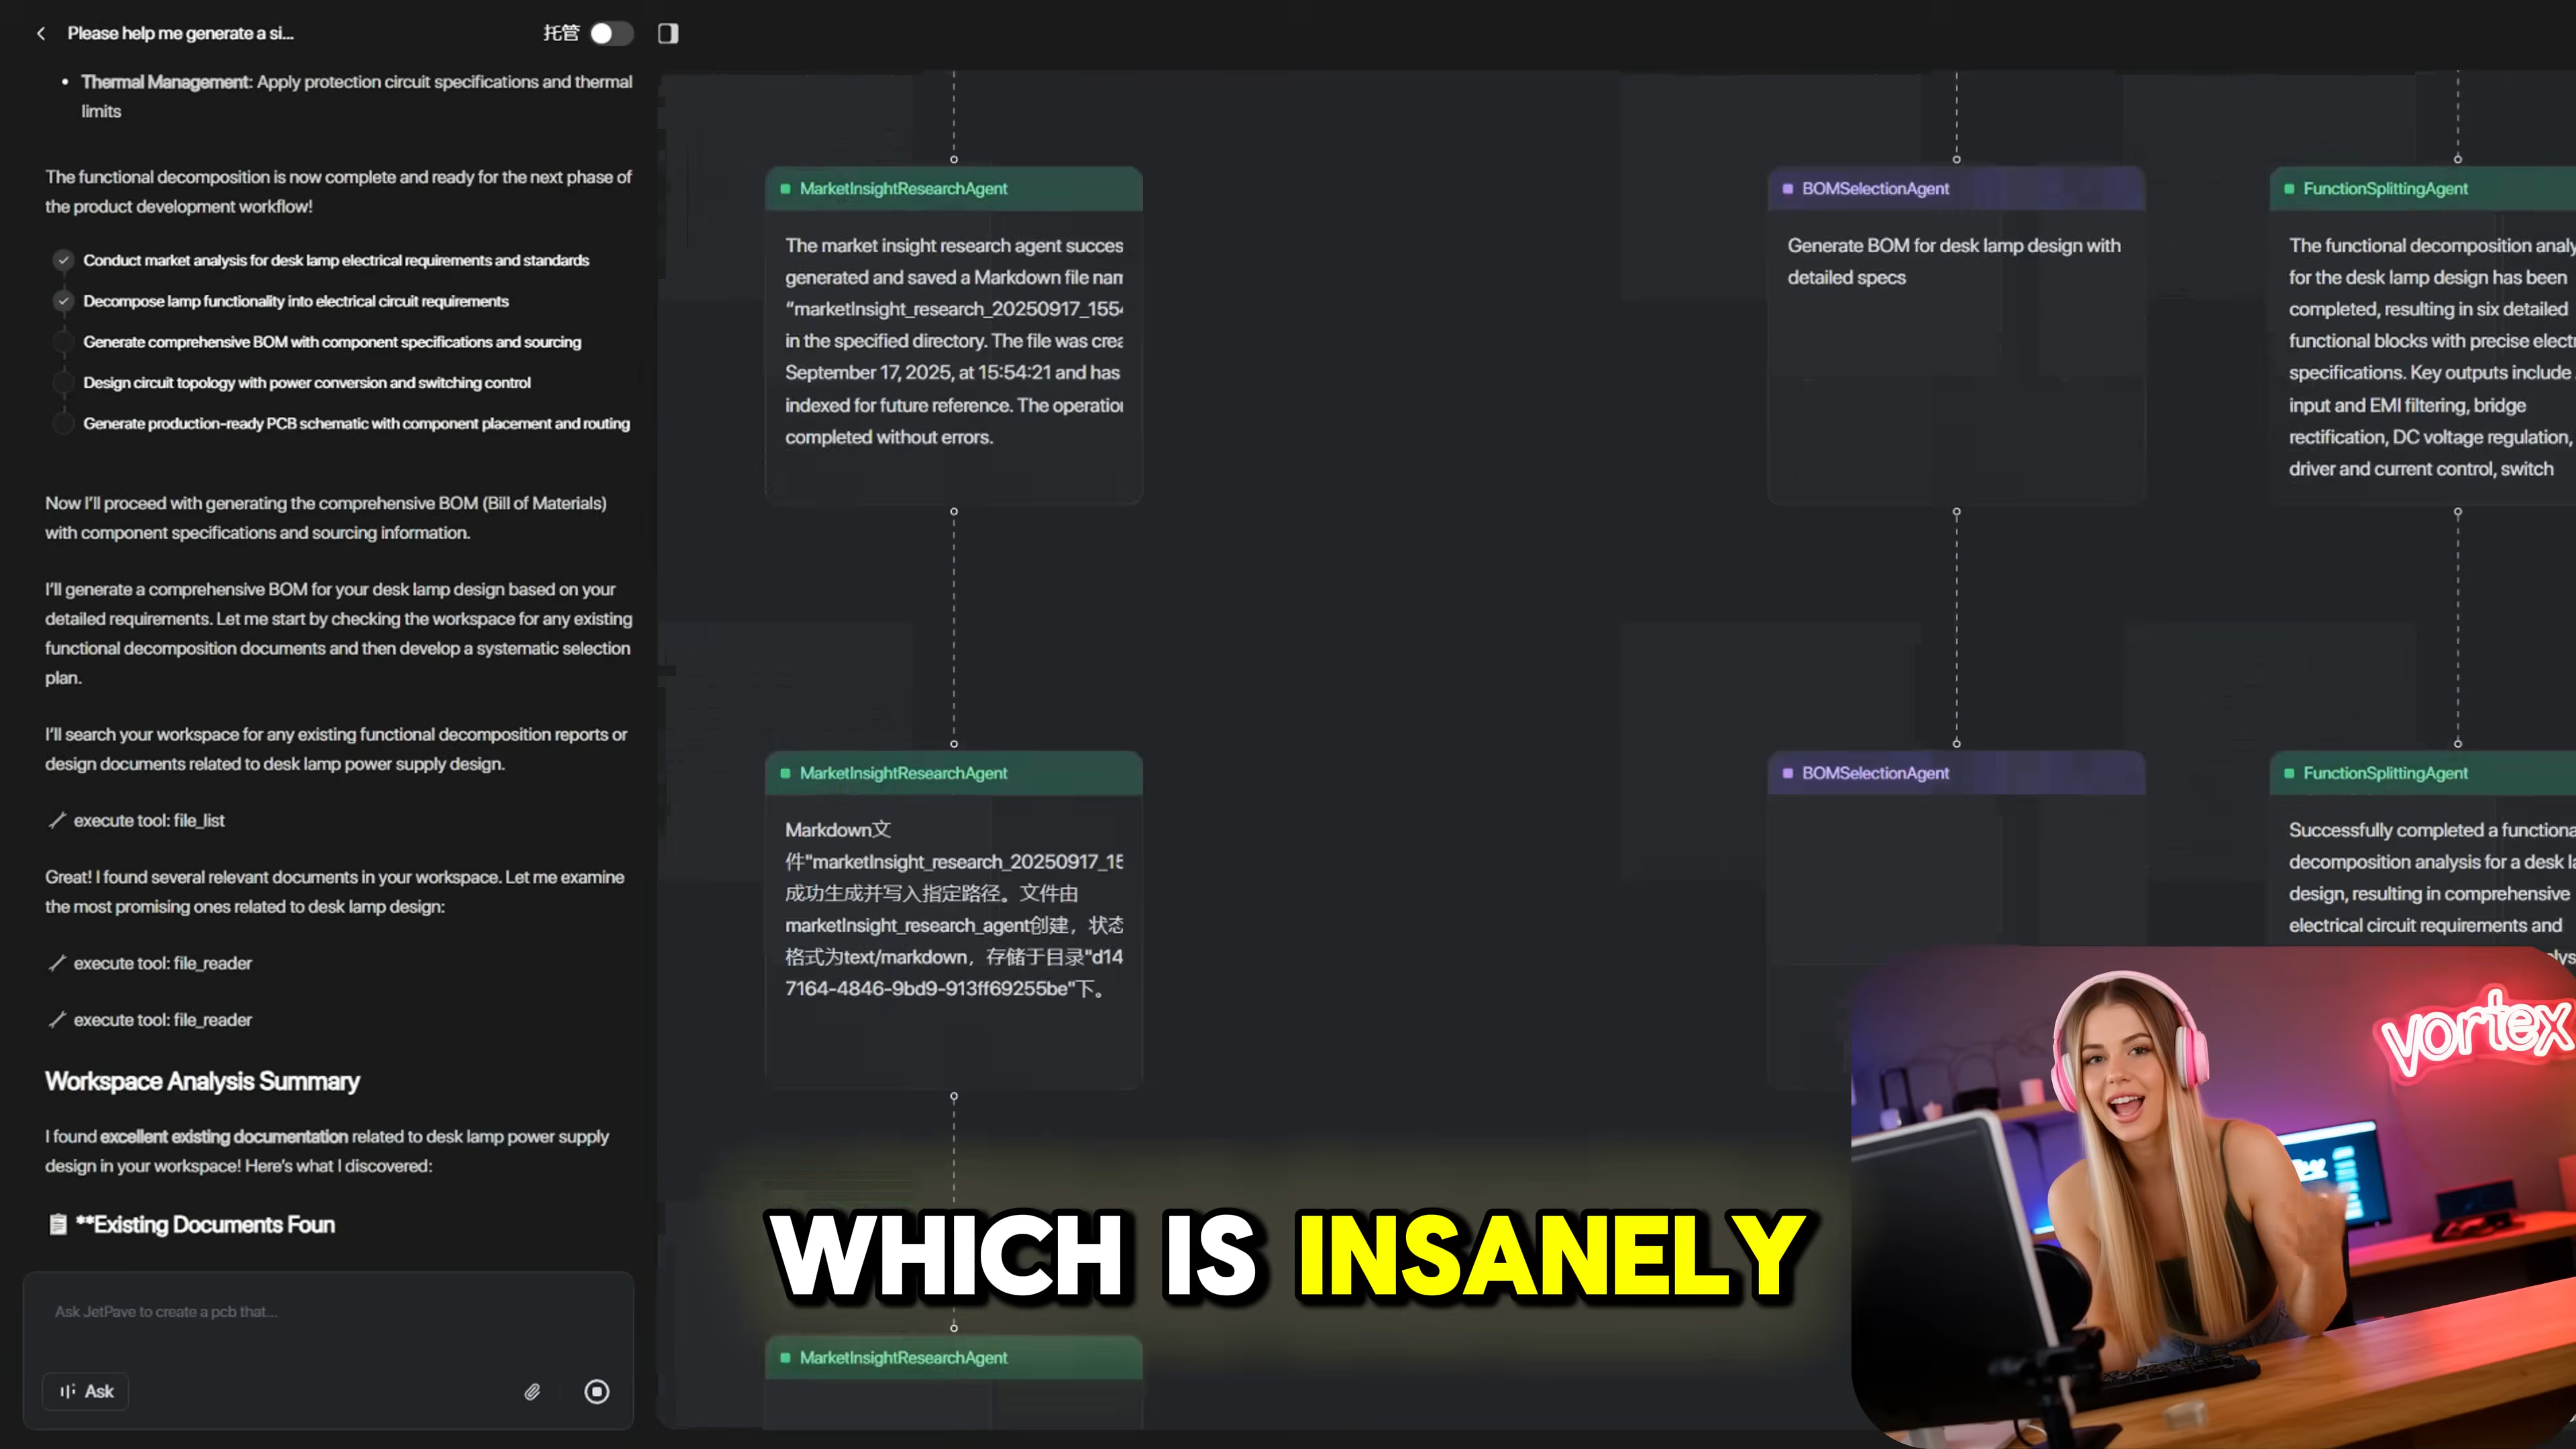 Please help me generate a si...
托管
Thermal Management: Apply protection circuit specifications and thermal
limits
The functional decomposition is now complete and ready for the next phase of
the product development workflow!
Conduct market analysis for desk lamp electrical requirements and standards
Decompose lamp functionality into electrical circuit requirements
Generate comprehensive BOM with component specifications and sourcing
Design circuit topology with power conversion and switching control
Generate production-ready PCB schematic with component placement and routing
Now I'll proceed with generating the comprehensive BOM (Bill of Materials)
with component specifications and sourcing information.
I'll generate a comprehensive BOM for your desk lamp design based on your
detailed requirements. Let me start by checking the workspace for any existing
functional decomposition documents and then develop a systematic selection
plan.
I'll search your workspace for any existing functional decomposition reports or
design documents related to desk lamp power supply design.
execute tool: file_list
Great! I found several relevant documents in your workspace. Let me examine
the most promising ones related to desk lamp design:
execute tool: file_reader
execute tool: file_reader
Workspace Analysis Summary
I found excellent existing documentation related to desk lamp power supply
design in your workspace! Here's what I discovered:
**Existing Documents Foun
Ask JetPave to create a pcb that...
Ask
MarketInsightResearchAgent
The market insight research agent succes
generated and saved a Markdown file nam
"marketInsight_research_20250917_1554
in the specified directory. The file was crea
September 17, 2025, at 15:54:21 and has
indexed for future reference. The operation
completed without errors.
MarketInsightResearchAgent
Markdown文
件"marketInsight_research_20250917_15
成功生成并写入指定路径。文件由
marketInsight_research_agent创建，状态
格式为text/markdown，存储于目录"d14
7164-4846-9bd9-913ff69255be"下。
MarketInsightResearchAgent
BOMSelectionAgent
Generate BOM for desk lamp design with
detailed specs
BOMSelectionAgent
FunctionSplittingAgent
The functional decomposition analy
for the desk lamp design has been
completed, resulting in six detailed
functional blocks with precise electr
specifications. Key outputs include
input and EMI filtering, bridge
rectification, DC voltage regulation,
driver and current control, switch
FunctionSplittingAgent
Successfully completed a functiona
decomposition analysis for a desk la
design, resulting in comprehensive
electrical circuit requirements and
alys
vortex
WHICH IS INSANELY